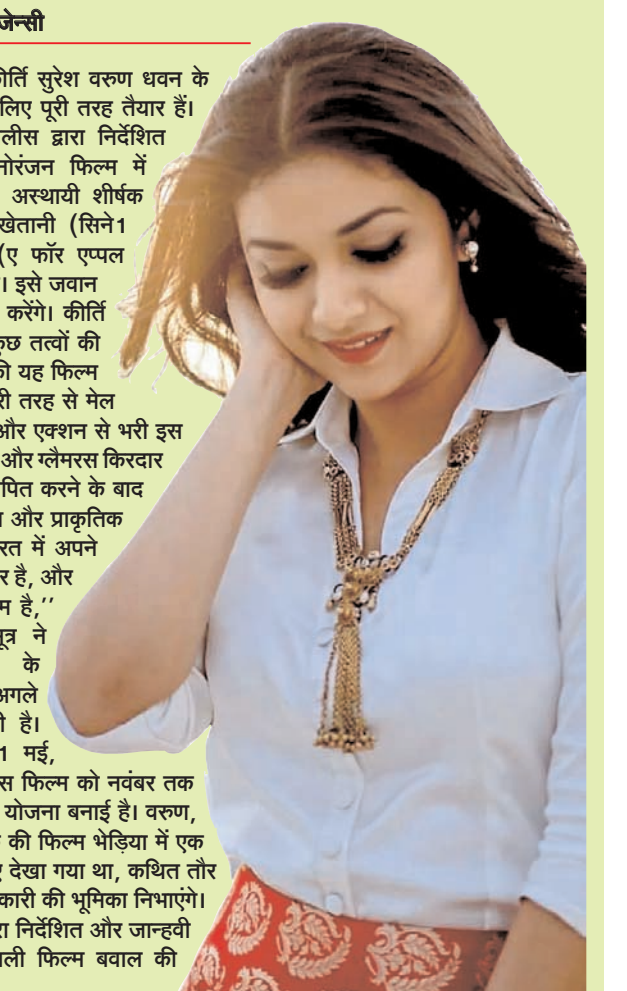 जेन्सी
कीर्ति सुरेश वरुण धवन के
लिए पूरी तरह तैयार हैं।
द्वारा निर्देशित
फिल्म में
अस्थायी शीर्षक
खेतानी (सिने1
(ए फॉर एप्पल
। इसे जवान
करेंगे। कीर्ति
कुछ तत्वों की
की यह फिल्म
तरह से मेल
और एक्शन से भरी इस
और ग्लैमरस किरदार
करने के बाद
और प्राकृतिक
में अपने
है, और
है,’’
सूत्र ने
के
अगले
है।
1 मई,
फिल्म को नवंबर तक
योजना बनाई है। वरुण,
की फिल्म भेड़िया में एक
देखा गया था, कथित तौर
की भूमिका निभाएंगे।
निर्देशित और जान्हवी
फिल्म बवाल की